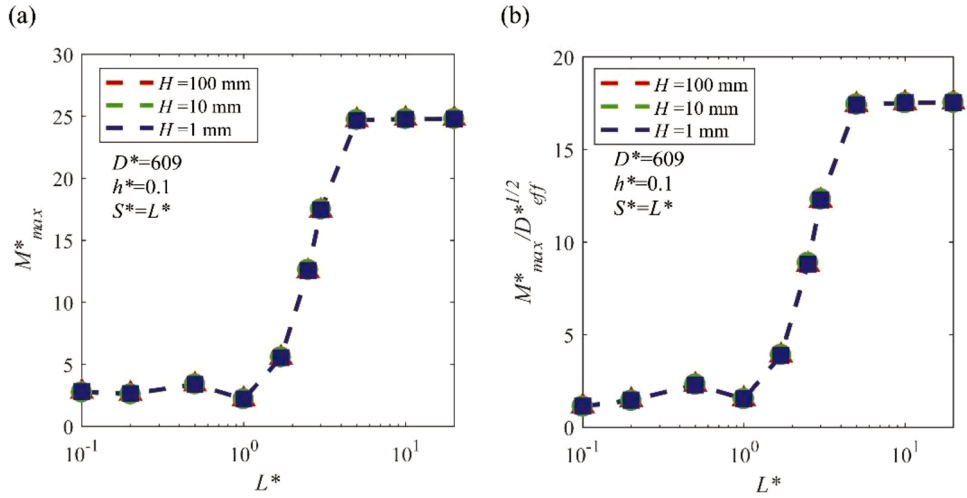 (a)
30
25
20
15
10
5
0
M*max
H =100 mm
H =10 mm
H =1 mm
D*=609
h*=0.1
S*=L*
10-1
100
101
L*
(b)
20
15
10
5
0
M*max/D*1/2eff
H =100 mm
H =10 mm
H =1 mm
D*=609
h*=0.1
S*=L*
10-1
100
101
L*